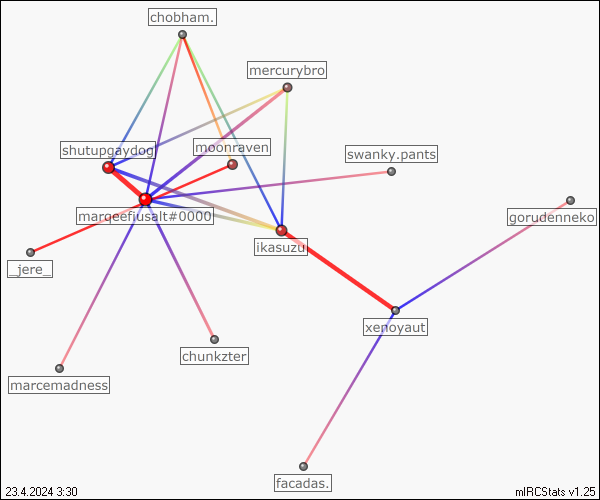 chobham.
mercurybro
shutupgaydog
moonraven
swanky.pants
marqeefiusalt#0000
gorudenneko
ikasuzu
_jere_
xenoyaut
chunkzter
marcemadness
facadas.
23.4.2024 3:30
mIRCStats v1.25